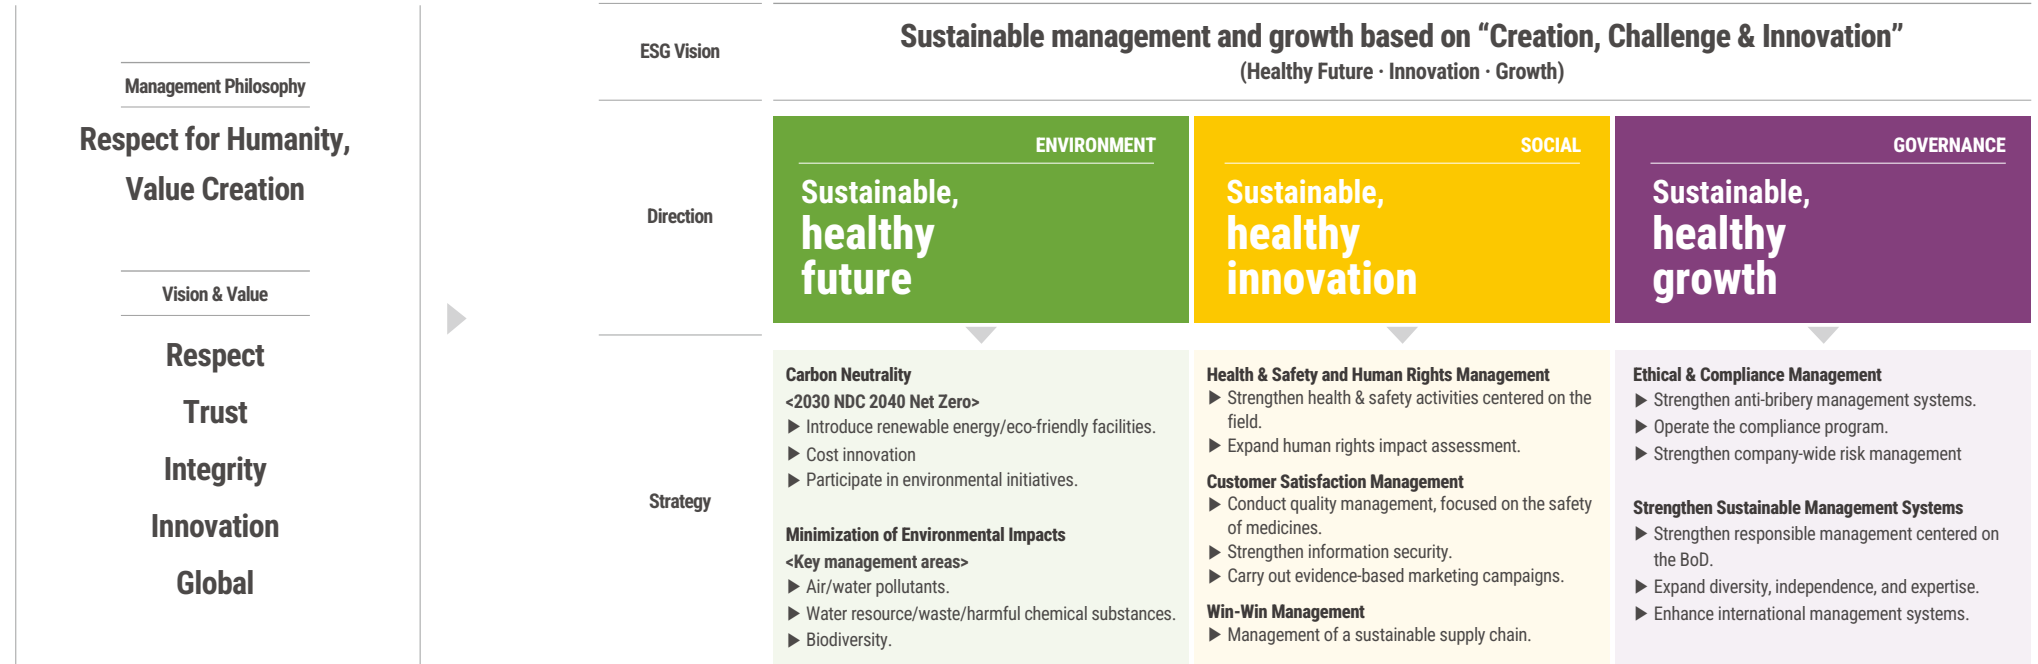 Management Philosophy
Respect for Humanity,
Value Creation
Vision & Value
Respect
Trust
Integrity
Innovation
Global
ESG Vision
Sustainable management and growth based on “Creation, Challenge & Innovation”
(Healthy Future · Innovation · Growth)
Direction
ENVIRONMENT
Sustainable,
healthy
future
SOCIAL
Sustainable,
healthy
innovation
GOVERNANCE
Sustainable,
healthy
growth
Strategy
Carbon Neutrality
<2030 NDC 2040 Net Zero>
▶ Introduce renewable energy/eco-friendly facilities.
▶ Cost innovation
▶ Participate in environmental initiatives.
Minimization of Environmental Impacts
<Key management areas>
▶ Air/water pollutants.
▶ Water resource/waste/harmful chemical substances.
▶ Biodiversity.
Health & Safety and Human Rights Management
▶ Strengthen health & safety activities centered on the
field.
▶ Expand human rights impact assessment.
Customer Satisfaction Management
▶ Conduct quality management, focused on the safety
of medicines.
▶ Strengthen information security.
▶ Carry out evidence-based marketing campaigns.
Win-Win Management
▶ Management of a sustainable supply chain.
Ethical & Compliance Management
▶ Strengthen anti-bribery management systems.
▶ Operate the compliance program.
▶ Strengthen company-wide risk management
Strengthen Sustainable Management Systems
▶ Strengthen responsible management centered on
the BoD.
▶ Expand diversity, independence, and expertise.
▶ Enhance international management systems.